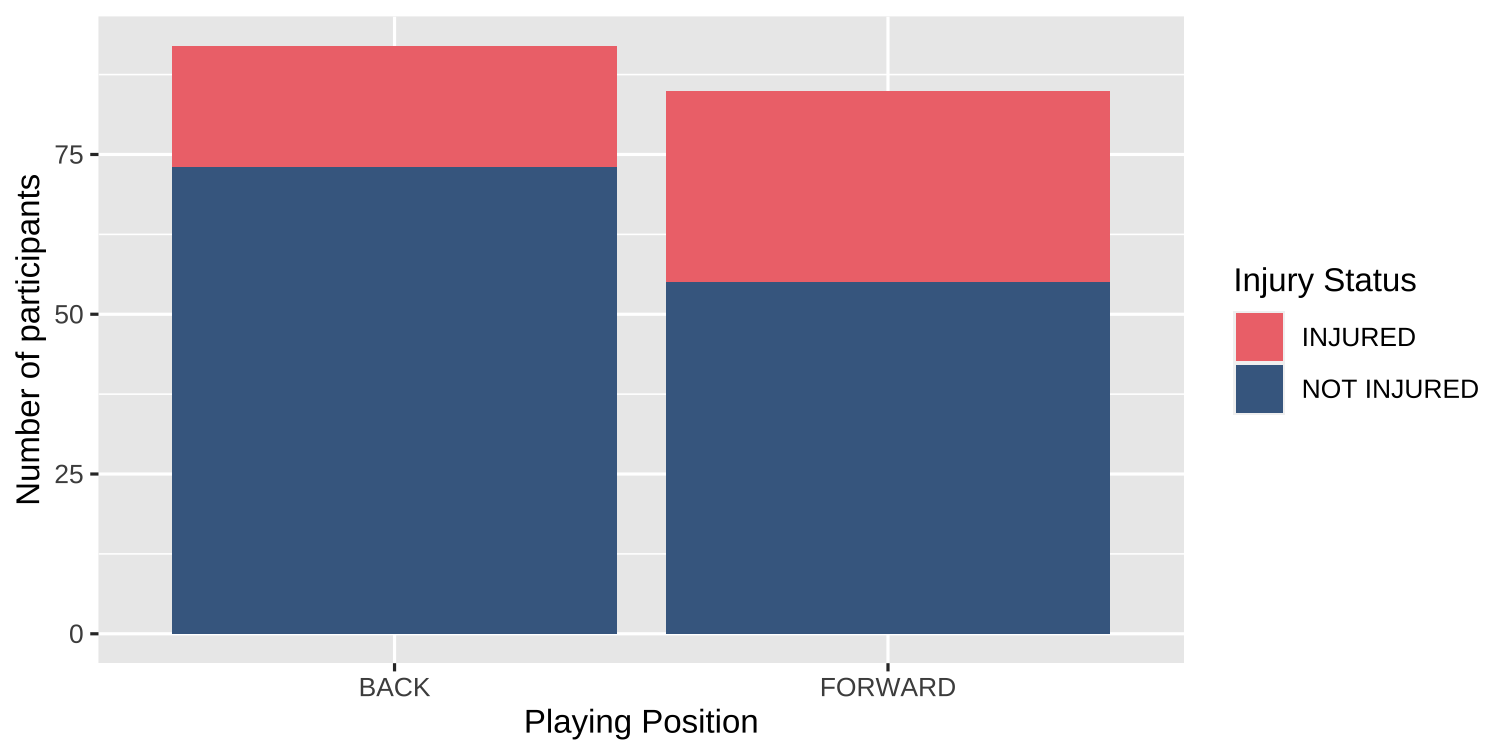 Number of participants
75
50
25
0
BACK
FORWARD
Playing Position
Injury Status
INJURED
NOT INJURED